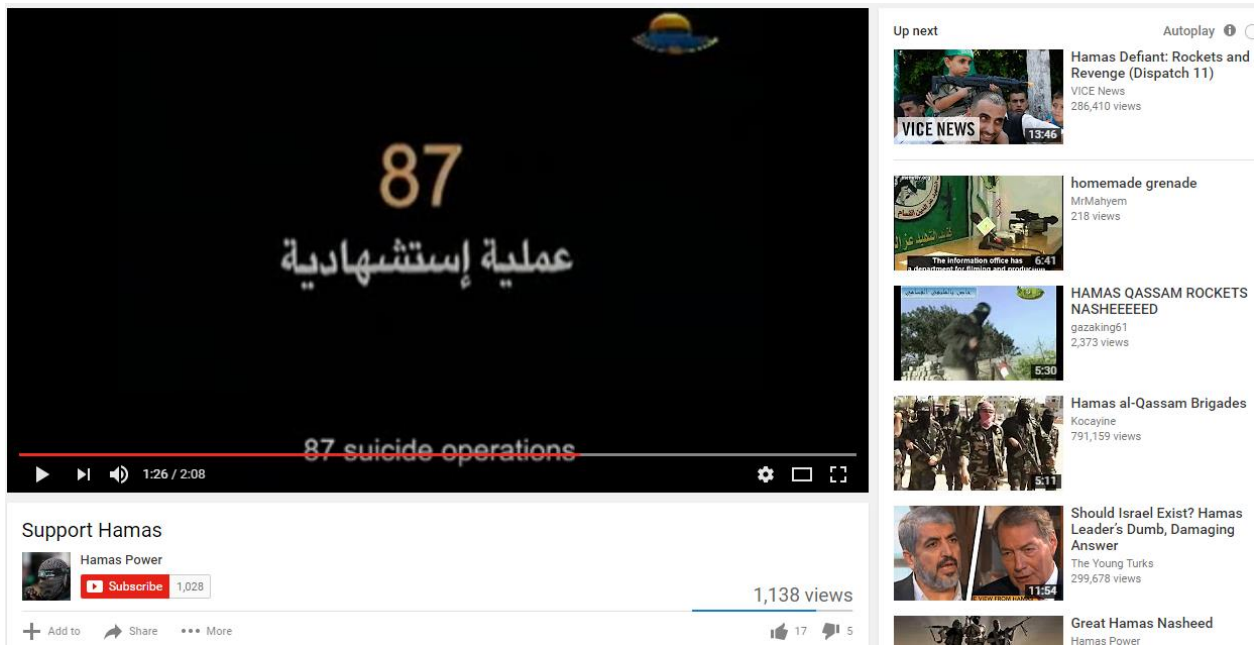 87
عملية إستشهادية
87 suicide operations
1:26 / 2:08
Support Hamas
Hamas Power
Subscribe 1,028
1,138 views
Add to Share More
17 5
Up next Autoplay
Hamas Defiant: Rockets and
Revenge (Dispatch 11)
VICE News
286,410 views
VICE NEWS
13:46
homemade grenade
MrMahyem
218 views
The information office has
a department for filming and
6:41
HAMAS QASSAM ROCKETS
NASHEEEEED
gazaking61
2,373 views
5:30
Hamas al-Qassam Brigades
Kocayine
791,159 views
5:11
Should Israel Exist? Hamas
Leader's Dumb, Damaging
Answer
The Young Turks
299,678 views
11:54
Great Hamas Nasheed
Hamas Power